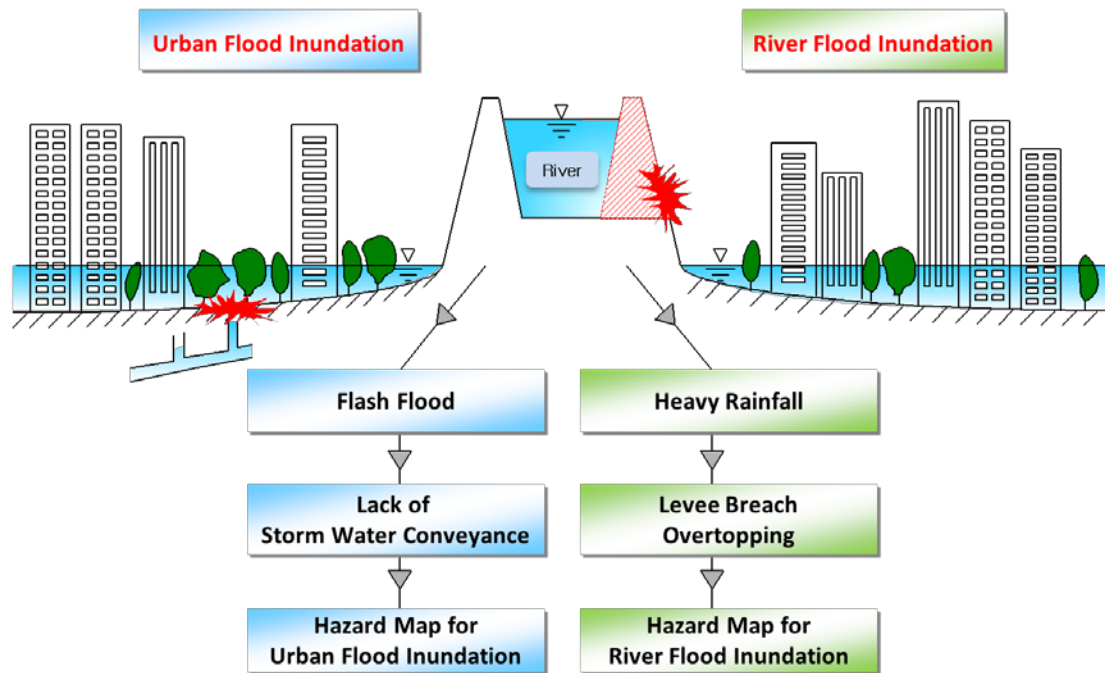 Urban Flood Inundation
River Flood Inundation
River
Flash Flood
Heavy Rainfall
Lack of
Storm Water Conveyance
Levee Breach
Overtopping
Hazard Map for
Urban Flood Inundation
Hazard Map for
River Flood Inundation